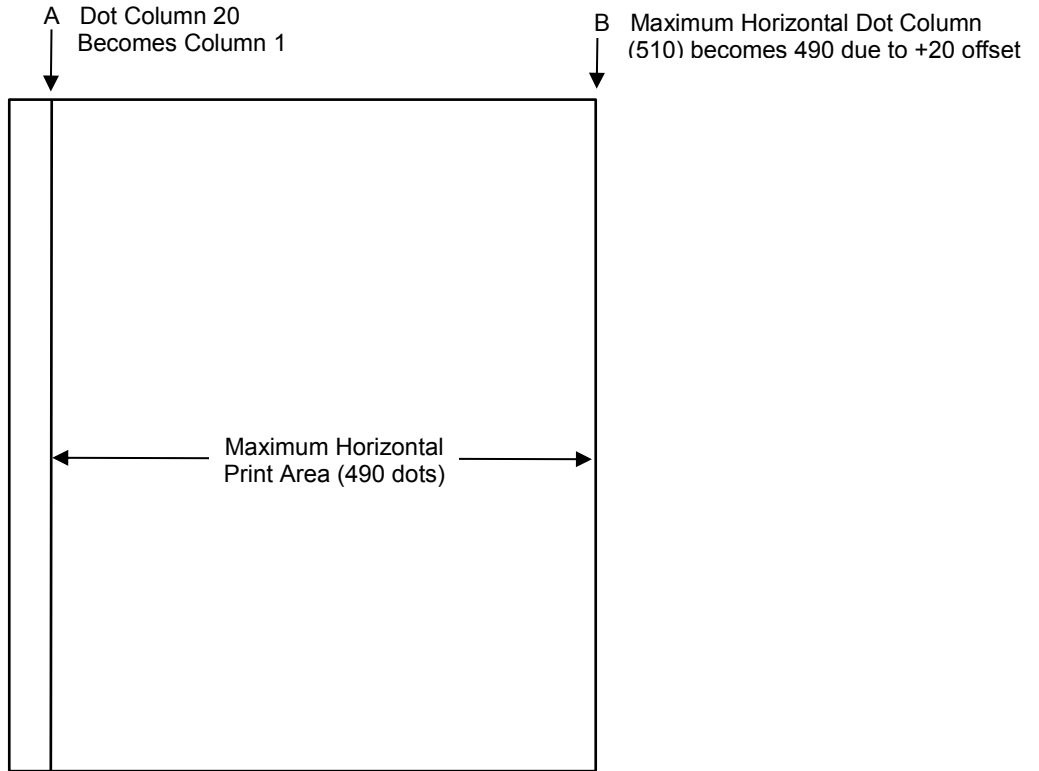 A Dot Column 20
Becomes Column 1
B Maximum Horizontal Dot Column
(510) becomes 490 due to +20 offset
Maximum Horizontal
Print Area (490 dots)